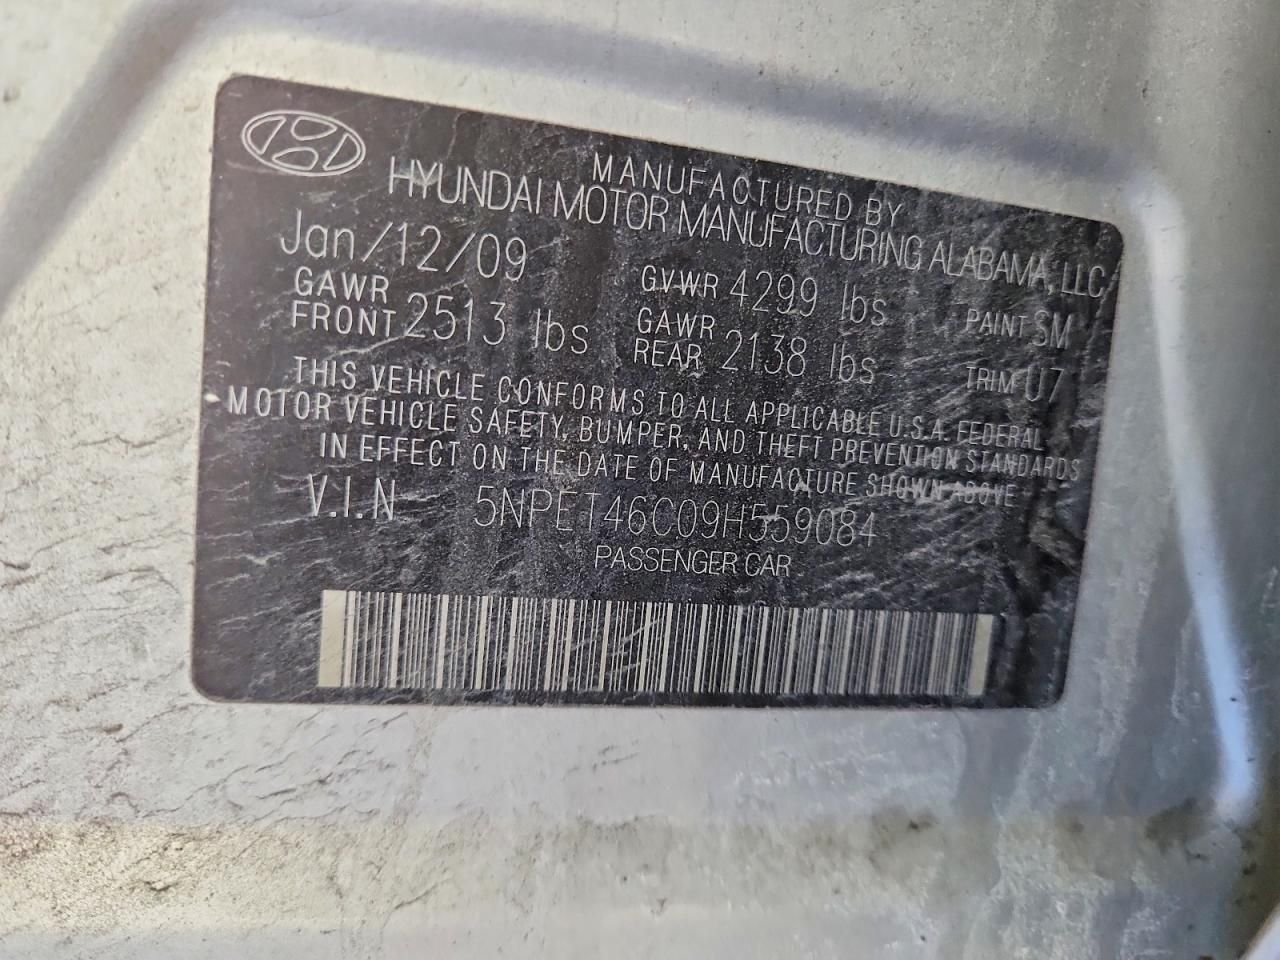 MANUFACTURED BY
HYUNDAI MOTOR MANUFACTURING ALABAMA, LLC
Jan/12/09 GVWR 4299 lbs PAINT SM
GAWR FRONT 2513 lbs GAWR REAR 2138 lbs TRIM U7
THIS VEHICLE CONFORMS TO ALL APPLICABLE U.S.A. FEDERAL
MOTOR VEHICLE SAFETY, BUMPER, AND THEFT PREVENTION STANDARDS
IN EFFECT ON THE DATE OF MANUFACTURE SHOWN ABOVE
V.I.N 5NPET46C09H559084
PASSENGER CAR